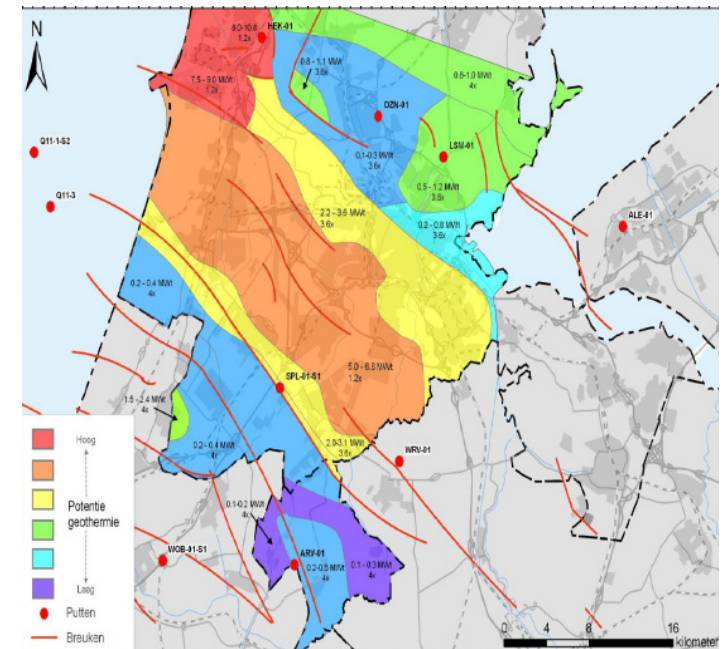 N
HEK-01
8.0-10.8
1.2x
7.5 - 9.0 MWt
1.2x
0.8 - 1.1 MWt
3.6x
0.8-1.0 MWt
4x
OZN-01
Q11-1-S2
LSM-01
0.1-0.3 MWt
3.6x
Q11-3
0.5 - 1.2 MWt
3.6x
2.2 - 3.6 MWt
3.6x
0.2 - 0.8 MWt
3.6x
ALE-01
0.2 - 0.4 MWt
4x
5.0 - 6.8 MWt
1.2x
SPL-01-S1
1.5 - 2.4 MWt
4x
0.2 - 0.4 MWt
4x
2.0-3.1 MWt
3.6x
WRV-01
0.1-0.2 MWt
4x
WOB-01-S1
ARV-01
0.2-0.5 MWt
4x
0.1 - 0.3 MWt
4x
Hoog
Potentie
geothermie
Laag
Putten
Breuken
0 4 8 16
kilometer